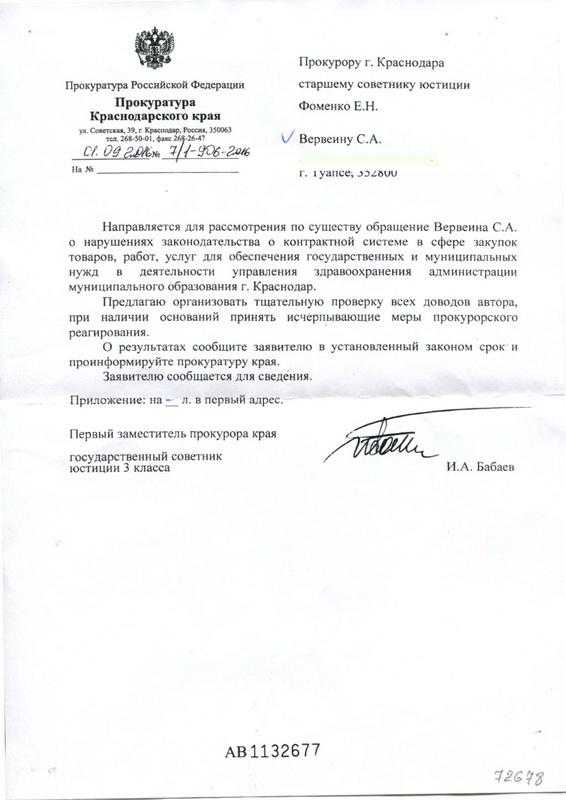 Прокуратура Российской Федерации
Прокуратура
Краснодарского края
ул. Советская, 39, г. Краснодар, Россия, 350063
тел. 268-50-01, факс 268-26-47
01.09.2016 № 7/1-906-2016
На №
Прокурору г. Краснодара
старшему советнику юстиции
Фоменко Е.Н.
Вервеину С.А.
г. Туапсе, 352800
Направляется для рассмотрения по существу обращение Вервеина С.А.
о нарушениях законодательства о контрактной системе в сфере закупок
товаров, работ, услуг для обеспечения государственных и муниципальных
нужд в деятельности управления здравоохранения администрации
муниципального образования г. Краснодар.
Предлагаю организовать тщательную проверку всех доводов автора,
при наличии оснований принять исчерпывающие меры прокурорского
реагирования.
О результатах сообщите заявителю в установленный законом срок и
проинформируйте прокуратуру края.
Заявителю сообщается для сведения.
Приложение: на – л. в первый адрес.
Первый заместитель прокурора края
государственный советник
юстиции 3 класса
И.А. Бабаев
АВ 1132677
72678